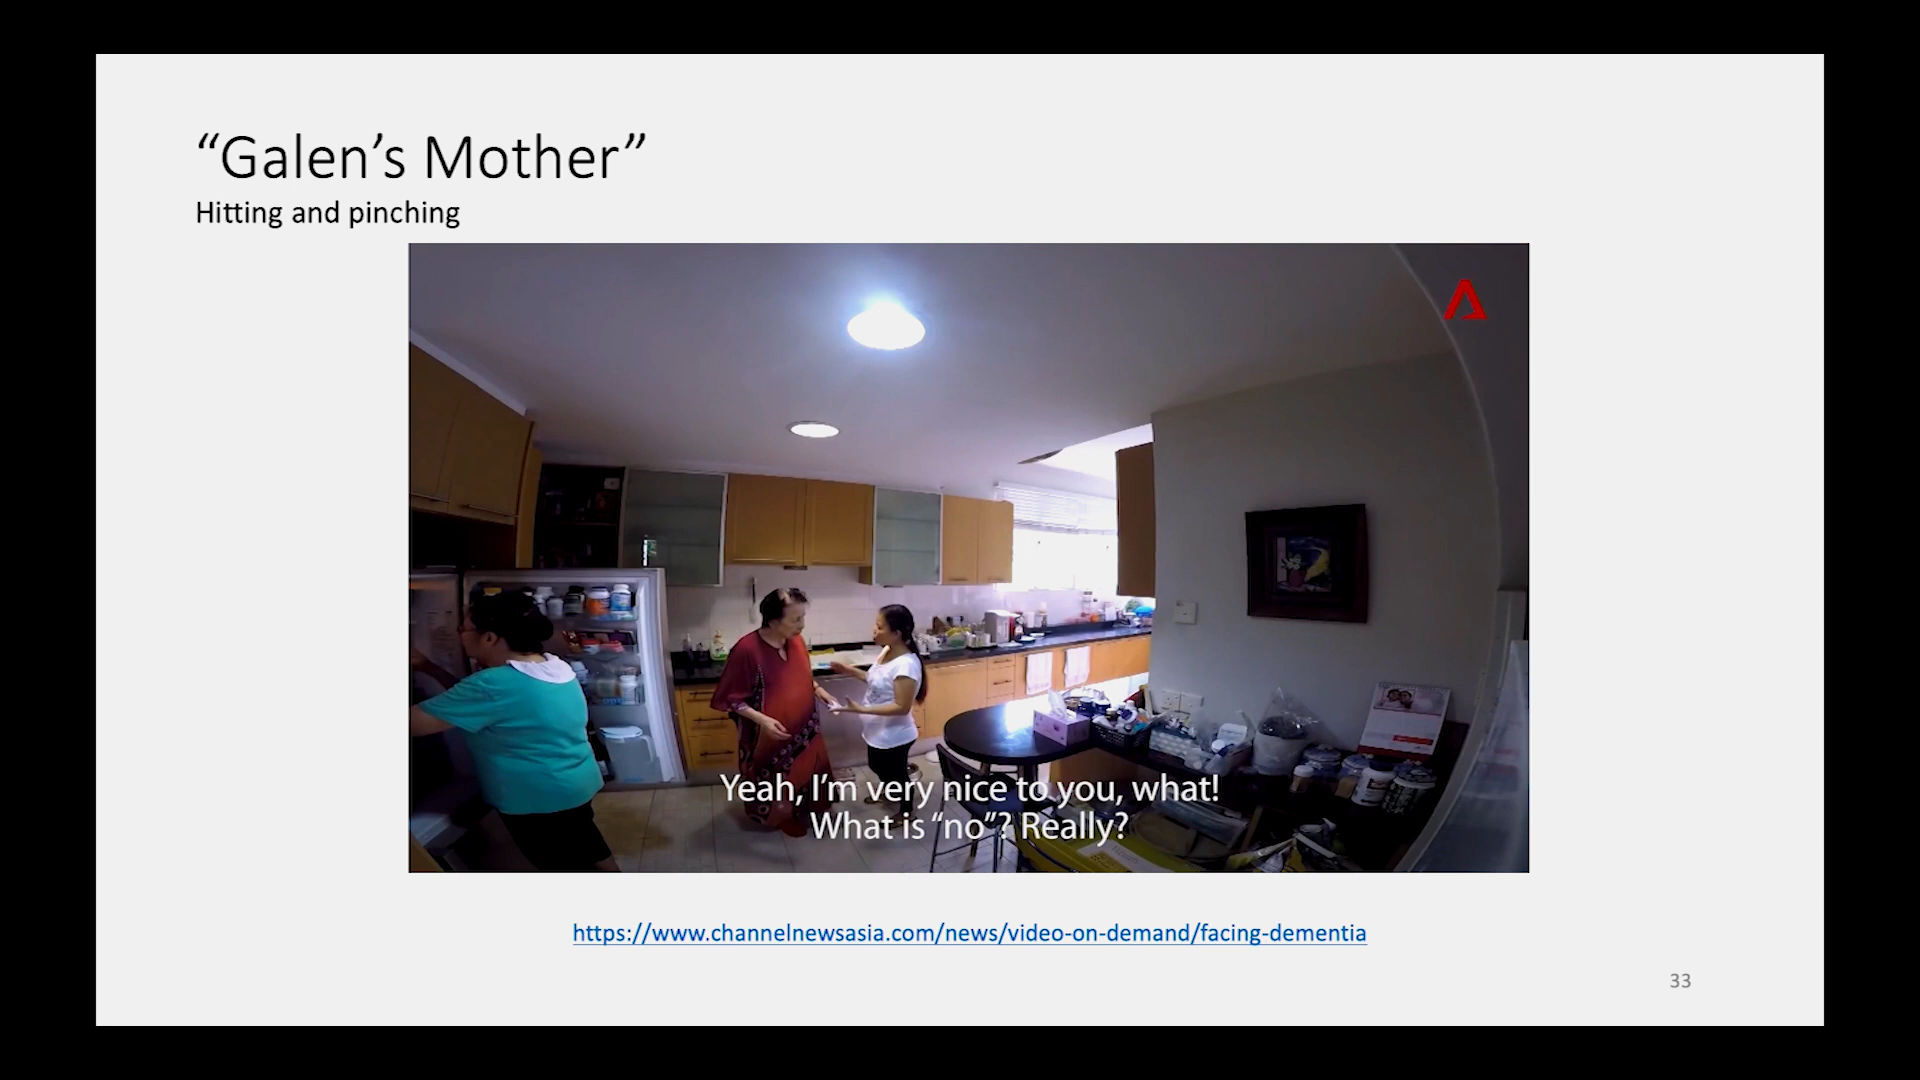 “Galen’s Mother”
Hitting and pinching
Yeah, I’m very nice to you, what!
What is “no”? Really?
https://www.channelnewsasia.com/news/video-on-demand/facing-dementia
33